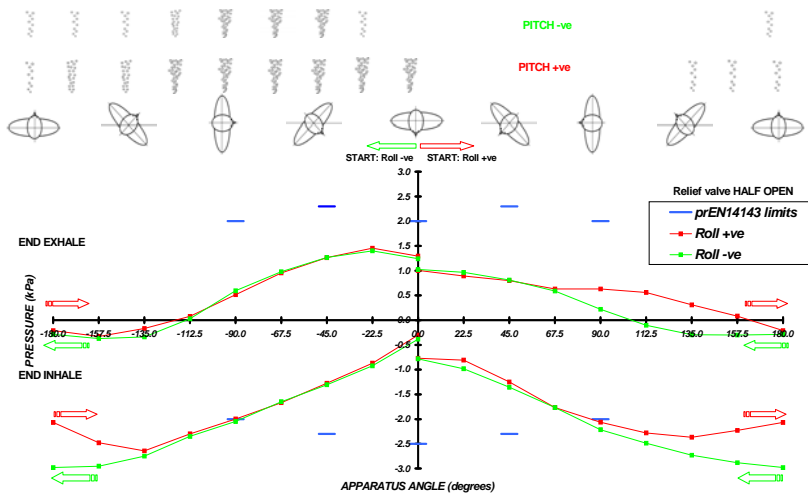 PITCH -ve
PITCH +ve
START: Roll -ve START: Roll +ve
Relief valve HALF OPEN
prEN14143 limits
Roll +ve
Roll -ve
END EXHALE
END INHALE
PRESSURE (kPa)
3.0
2.5
2.0
1.5
1.0
0.5
0.0
-0.5
-1.0
-1.5
-2.0
-2.5
-3.0
-180.0 -157.5 -135.0 -112.5 -90.0 -67.5 -45.0 -22.5 0.0 22.5 45.0 67.5 90.0 112.5 135.0 157.5 180.0
APPARATUS ANGLE (degrees)